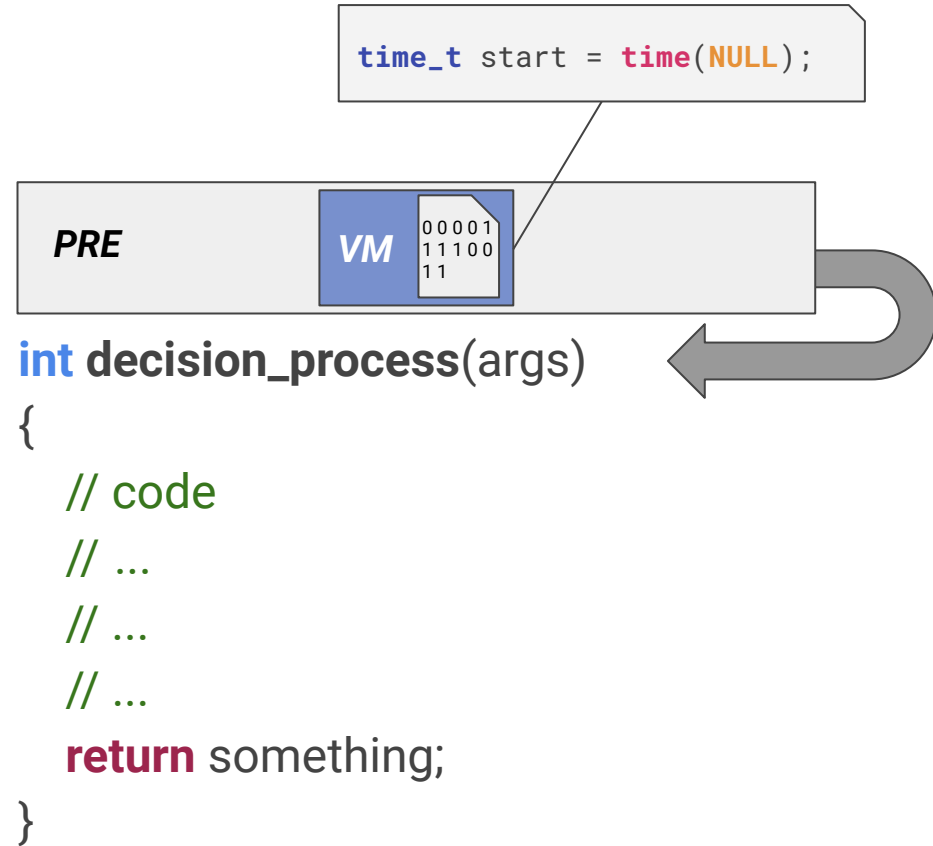 time_t start = time(NULL);
PRE
VM
00001
11100
11
int decision_process(args)
{
// code
// ...
// ...
// ...
return something;
}